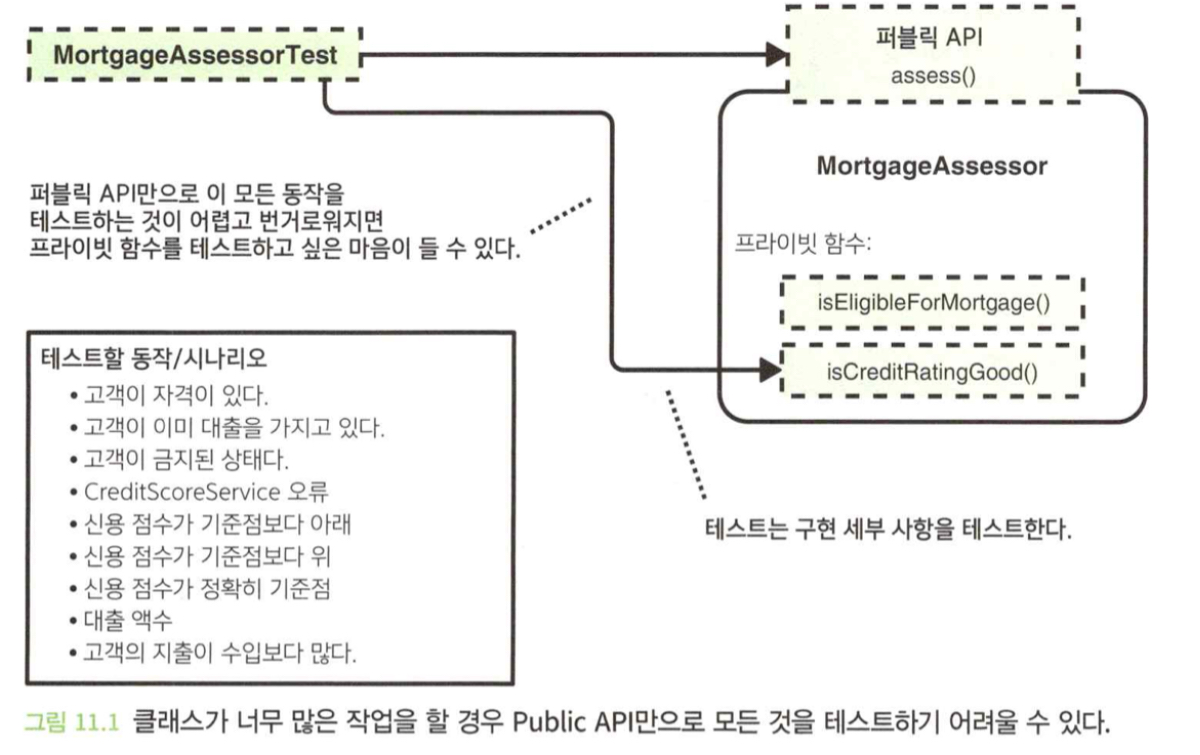 MortgageAssessorTest
퍼블릭 API
assess()
MortgageAssessor
퍼블릭 API만으로 이 모든 동작을
테스트하는 것이 어렵고 번거로워지면
프라이빗 함수를 테스트하고 싶은 마음이 들 수 있다.
프라이빗 함수:
isEligibleForMortgage()
isCreditRatingGood()
테스트할 동작/시나리오
• 고객이 자격이 있다.
• 고객이 이미 대출을 가지고 있다.
• 고객이 금지된 상태다.
• CreditScoreService 오류
• 신용 점수가 기준점보다 아래
• 신용 점수가 기준점보다 위
• 신용 점수가 정확히 기준점
• 대출 액수
• 고객의 지출이 수입보다 많다.
테스트는 구현 세부 사항을 테스트한다.
그림 11.1 클래스가 너무 많은 작업을 할 경우 Public API만으로 모든 것을 테스트하기 어려울 수 있다.